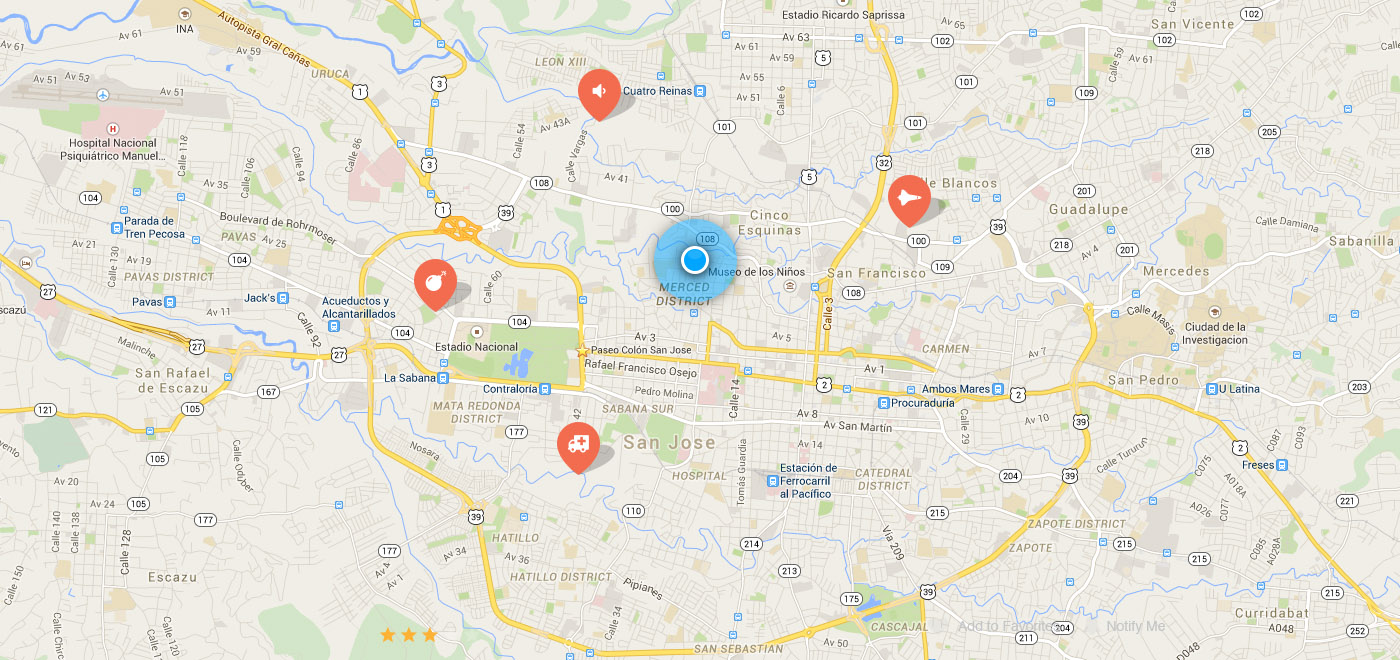 Estadio Ricardo Saprissa
102
San Vicente
INA
Autopista Gral Cañas
Av 61
Av 59
Av 63
102
102
Av 65
Av 61
5
Calle 59
LEON XIII
URUCA
Av 51
Av 53
3
1
Cuatro Reinas
Av 55
Av 59
Av 51
Calle 6
101
109
Hospital Nacional
Psiquiátrico Manuel...
Calle 118
Calle 86
Calle 54
Av 43A
Calle Vargas
101
101
205
Calle 106
Calle 94
3
32
218
Av 35
104
108
Av 41
5
lle Blancos
201
Guadalupe
1
39
100
Cinco
Esquinas
Parada de
Tren Pecosa
Boulevard de Rohrmoser
PAVAS
39
Calle Damiana
Av 21
Calle 130
104
108
100
218
Av 4
201
Sabanilla
PAVAS DISTRICT
Av 19
Calle 60
Museo de los Niños
San Francisco
109
Mercedes
27
MERCED
DISTRICT
108
Pavas
Jack's
Acueductos y
Alcantarillados
Av 11
Calle 92
Calle 3
Calle Masis
Ciudad de la
Investigacion
scazú
104
104
Av 3
Av 5
Malinche
27
27
Estadio Nacional
Paseo Colón San Jose
Rafael Francisco Osejo
CARMEN
Av 7
San Rafael
de Escazu
La Sabana
Contraloría
Pedro Molina
Av 1
San Pedro
167
Calle 14
2
Ambos Mares
2
U Latina
203
121
105
MATA REDONDA
DISTRICT
42
SABANA SUR
Av 8
Procuraduría
Av 10
177
Av San Martín
Calle 29
39
San Jose
Av 14
2
C087
C093
105
Nosara
Tomás Guardia
HOSPITAL
Estación de
Ferrocarril
al Pacífico
CATEDRAL
DISTRICT
Calle Tururun
Freses
Av 20
204
39
C075
A018A
Av 24
105
177
110
215
C077
221
39
Calle 140
Calle 138
Calle 128
HATILLO
214
Via 209
ZAPOTE DISTRICT
ZAPOTE
215
215
C085
A028A
177
Av 34
Av 36
Av 4
Av 1
Calle 150
Escazu
HATILLO DISTRICT
213
Pipianes
175
39
215
Curridabat
Calle 34
CASCAJAL
Add to Favorite
204
Notify Me
A048
252
Calle 122
Calle 120
Av 50
211
SAN SEBASTIAN